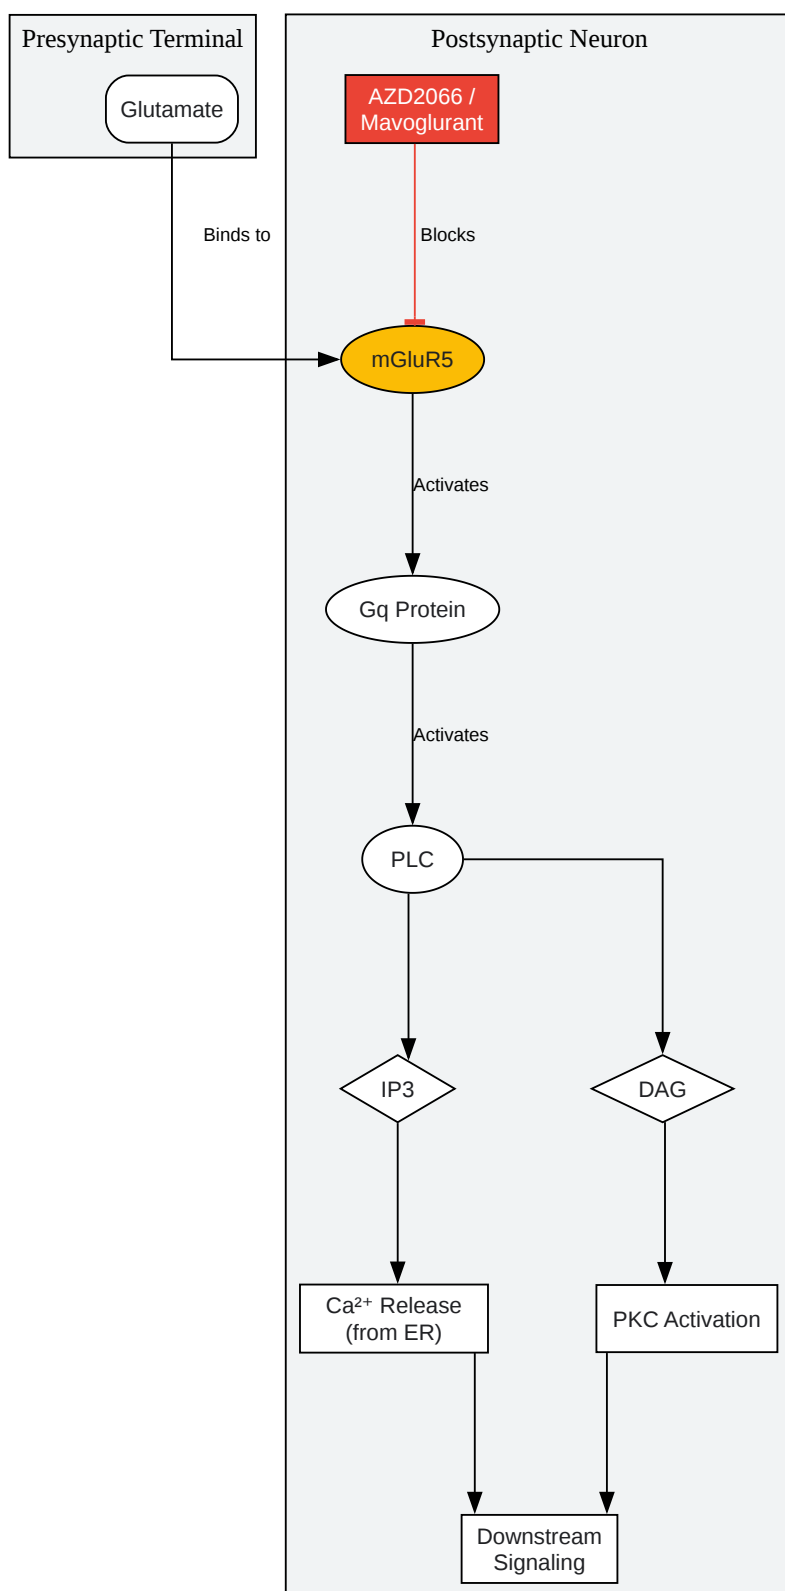 Presynaptic Terminal
Postsynaptic Neuron
Glutamate
AZD2066 /
Mavoglurant
Binds to
Blocks
mGluR5
Activates
Gq Protein
Activates
PLC
IP3
DAG
Ca²⁺ Release
(from ER)
PKC Activation
Downstream
Signaling